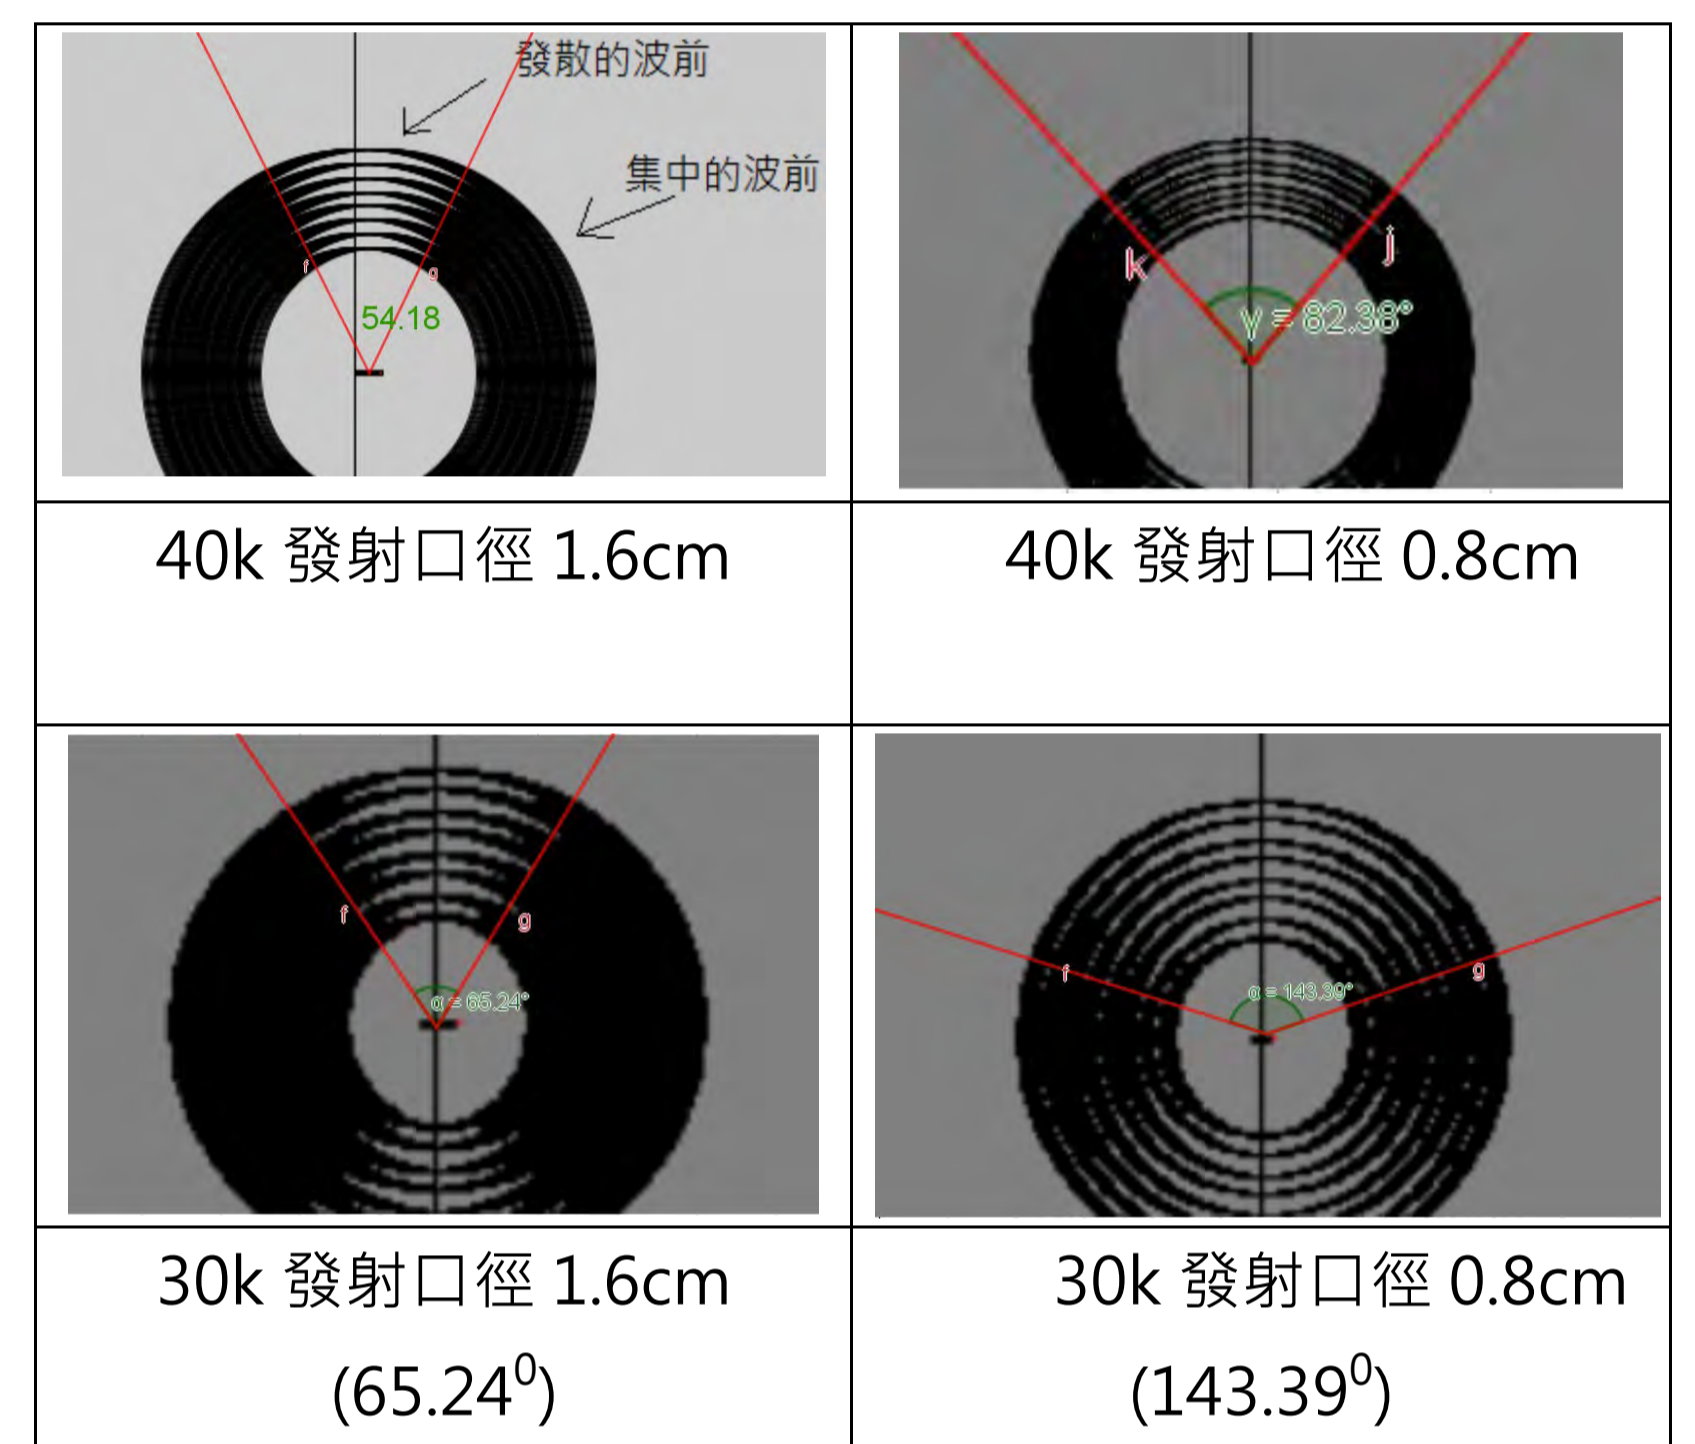 發散的波前
集中的波前
f
g
54.18
k
j
γ = 82.38°
40k 發射口徑 1.6cm
40k 發射口徑 0.8cm
f
g
α = 65.24°
f
g
α = 143.39°
30k 發射口徑 1.6cm
(65.24⁰)
30k 發射口徑 0.8cm
(143.39⁰)